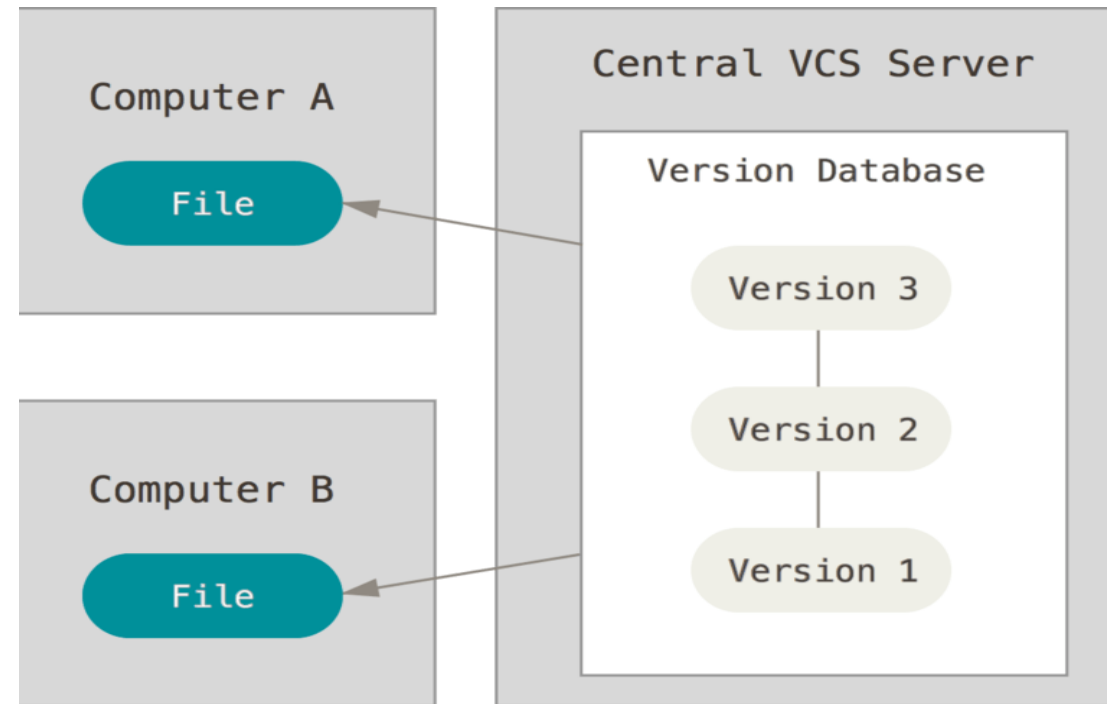 Computer A
File
Computer B
File
Central VCS Server
Version Database
Version 3
Version 2
Version 1